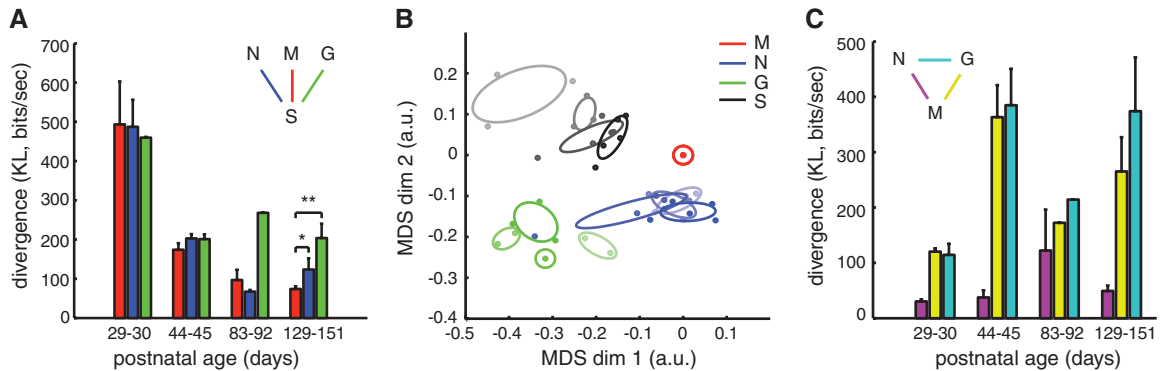 A
divergence (KL, bits/sec)
700
600
500
400
300
200
100
0
N M G
S
**
*
29-30 44-45 83-92 129-151
postnatal age (days)
B
MDS dim 2 (a.u.)
0.2
0.1
0
-0.1
-0.2
-0.3
-0.4
M
N
G
S
-0.5 -0.4 -0.3 -0.2 -0.1 0 0.1
MDS dim 1 (a.u.)
C
divergence (KL, bits/sec)
500
400
300
200
100
0
N G
M
29-30 44-45 83-92 129-151
postnatal age (days)